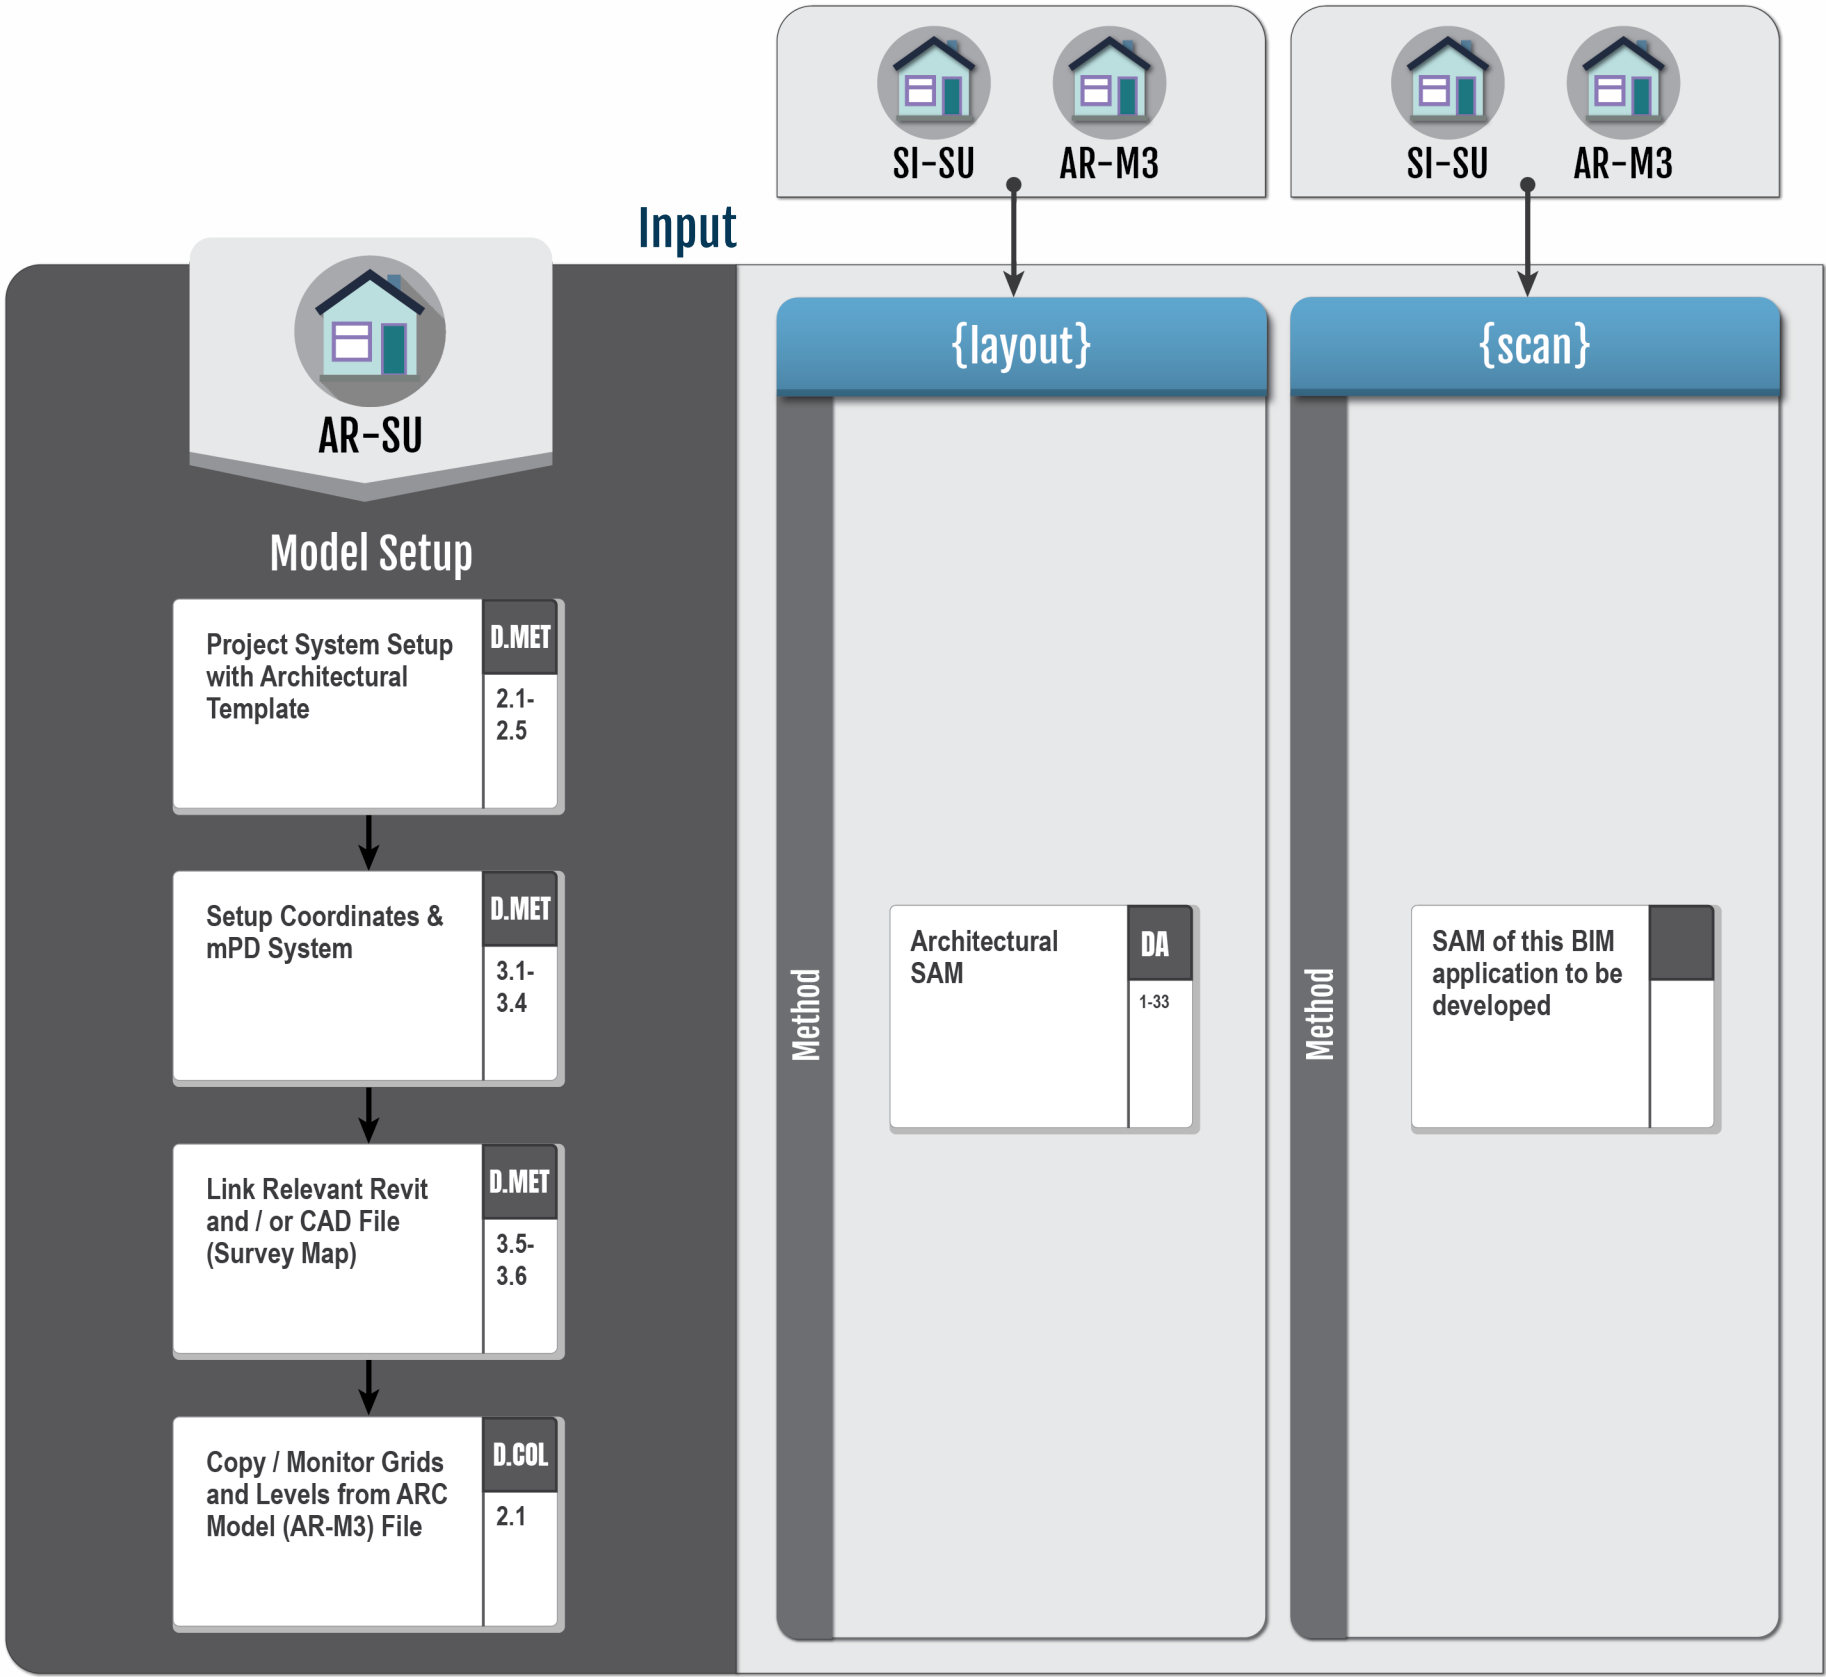 SI-SU
AR-M3
SI-SU
AR-M3
Input
AR-SU
Model Setup
Project System Setup
with Architectural
Template
D.MET
2.1-
2.5
Setup Coordinates &
mPD System
D.MET
3.1-
3.4
Link Relevant Revit
and / or CAD File
(Survey Map)
D.MET
3.5-
3.6
Copy / Monitor Grids
and Levels from ARC
Model (AR-M3) File
D.COL
2.1
{layout}
Method
Architectural
SAM
DA
1-33
{scan}
Method
SAM of this BIM
application to be
developed